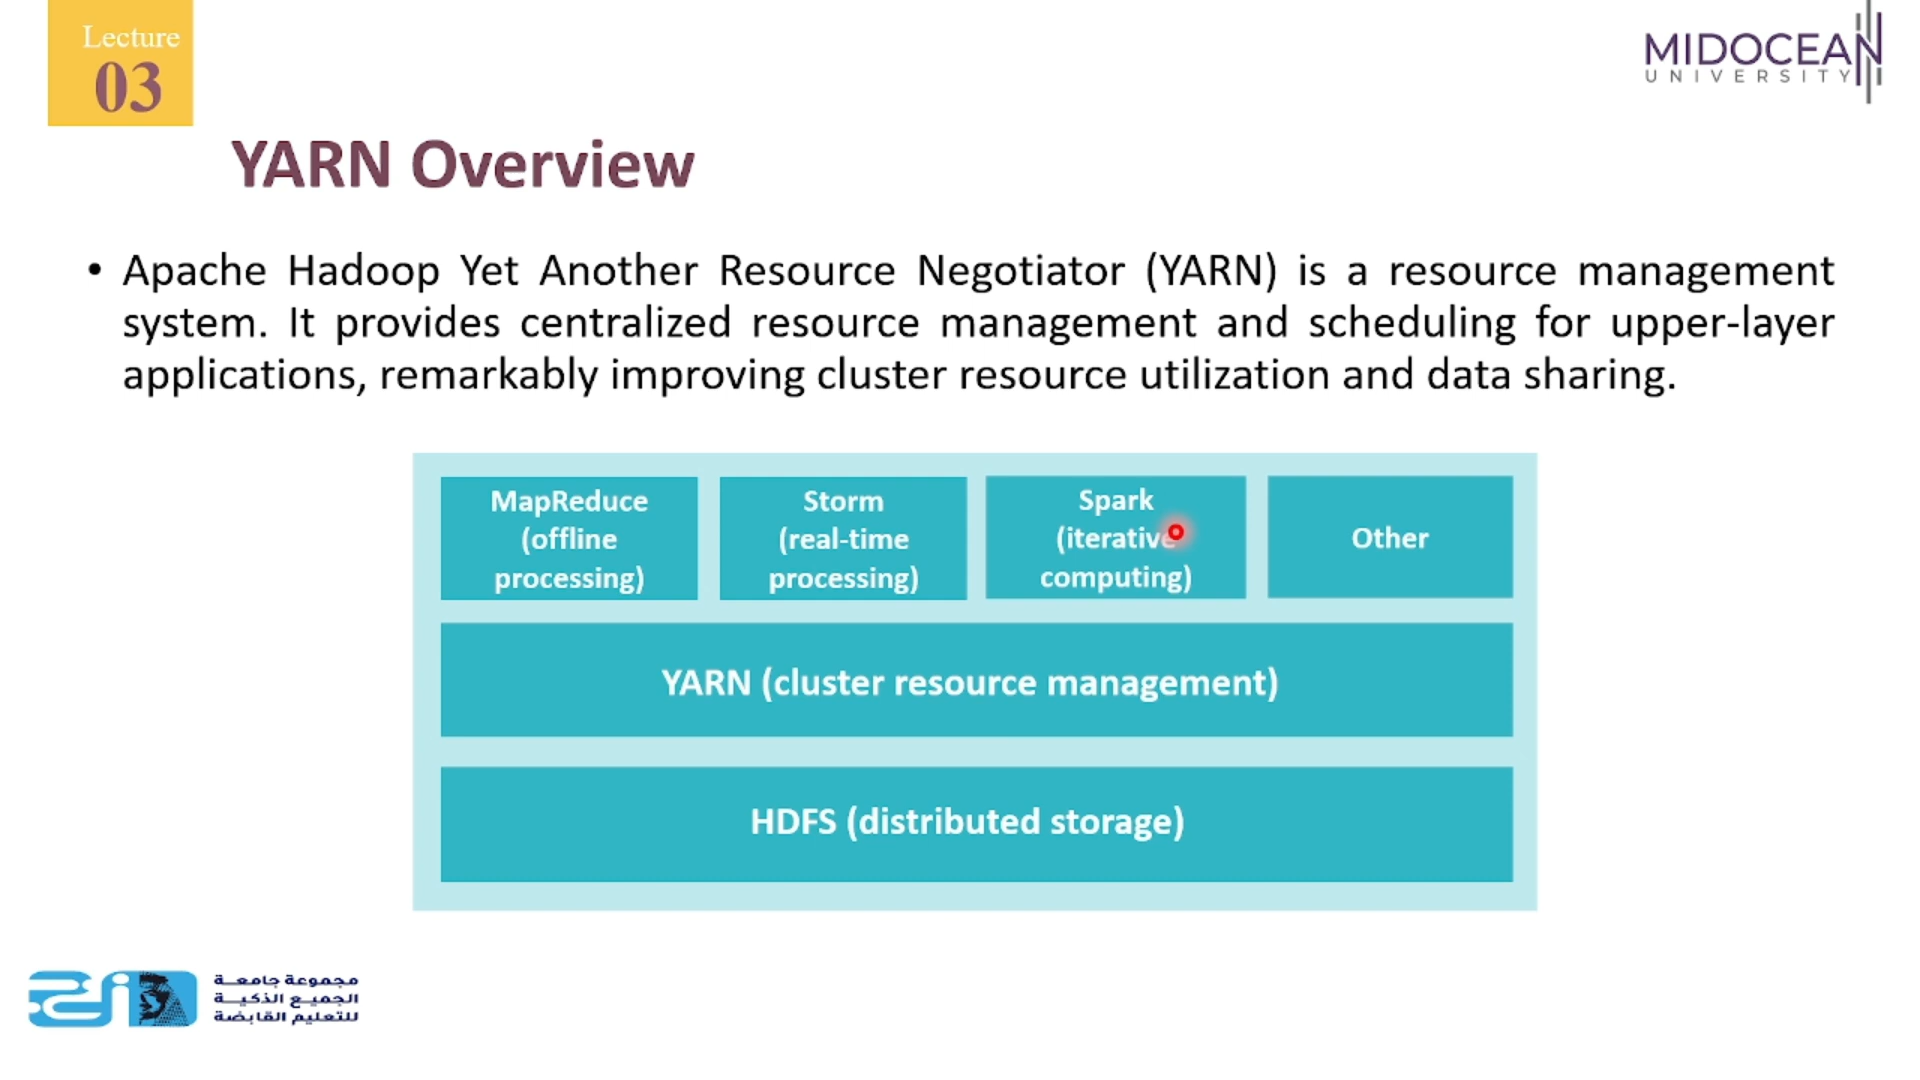 Lecture
03
MIDOCEAN
UNIVERSITY
YARN Overview
• Apache Hadoop Yet Another Resource Negotiator (YARN) is a resource management
system. It provides centralized resource management and scheduling for upper-layer
applications, remarkably improving cluster resource utilization and data sharing.
MapReduce
(offline
processing)
Storm
(real-time
processing)
Spark
(iterative
computing)
Other
YARN (cluster resource management)
HDFS (distributed storage)
مجموعة جامعة
الجميع الذكية
للتعليم القابضة